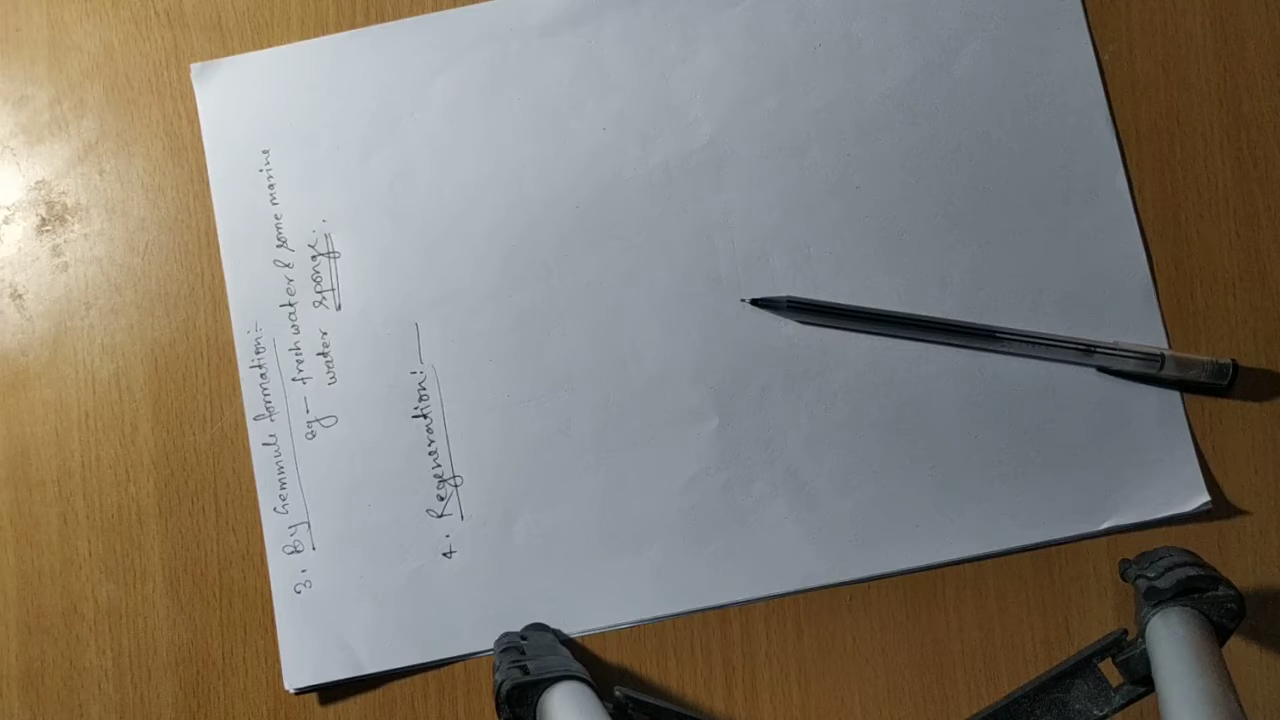 3. By Gemmule formation:-
eg- fresh water & some marine
water sponge.
4. Regeneration:-